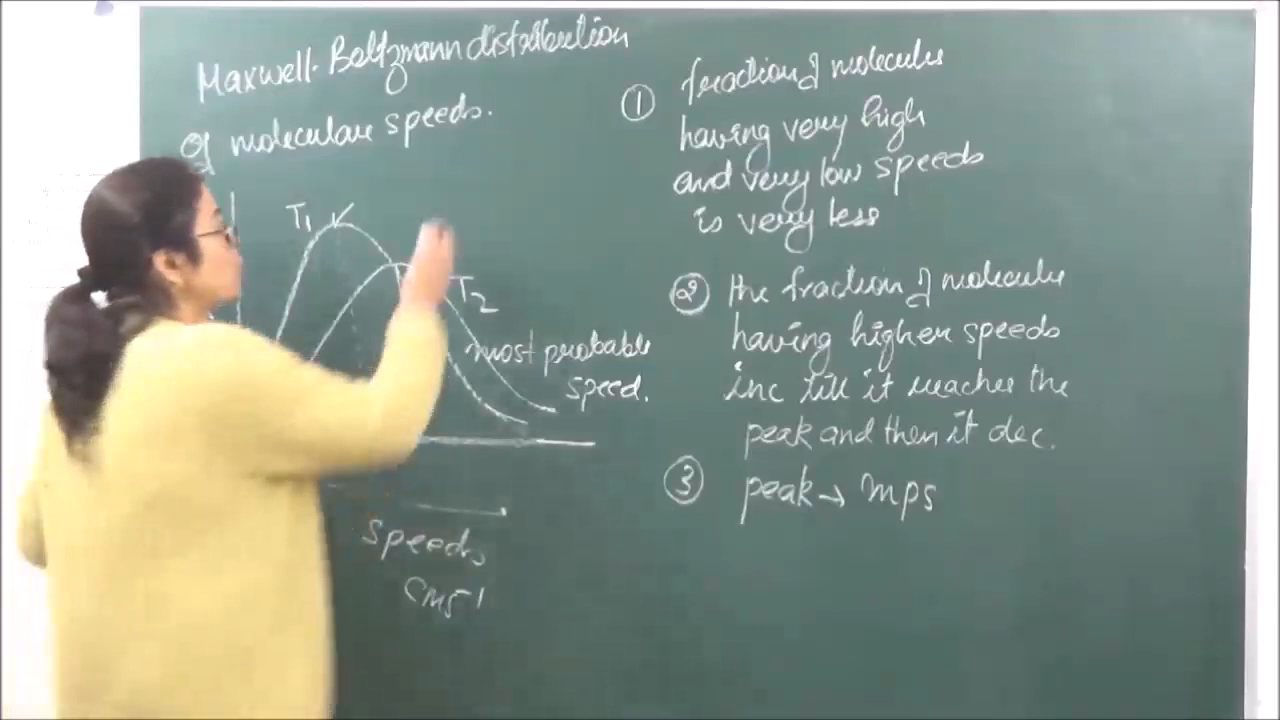 Maxwell-Boltzmann distribution
Of molecular speeds.
T1
T2
most probable
speed.
speeds
cms-1
① fraction of molecules
having very high
and very low speeds
is very less
② the fraction of molecules
having higher speeds
inc till it reaches the
peak and then it dec.
③ peak → mps